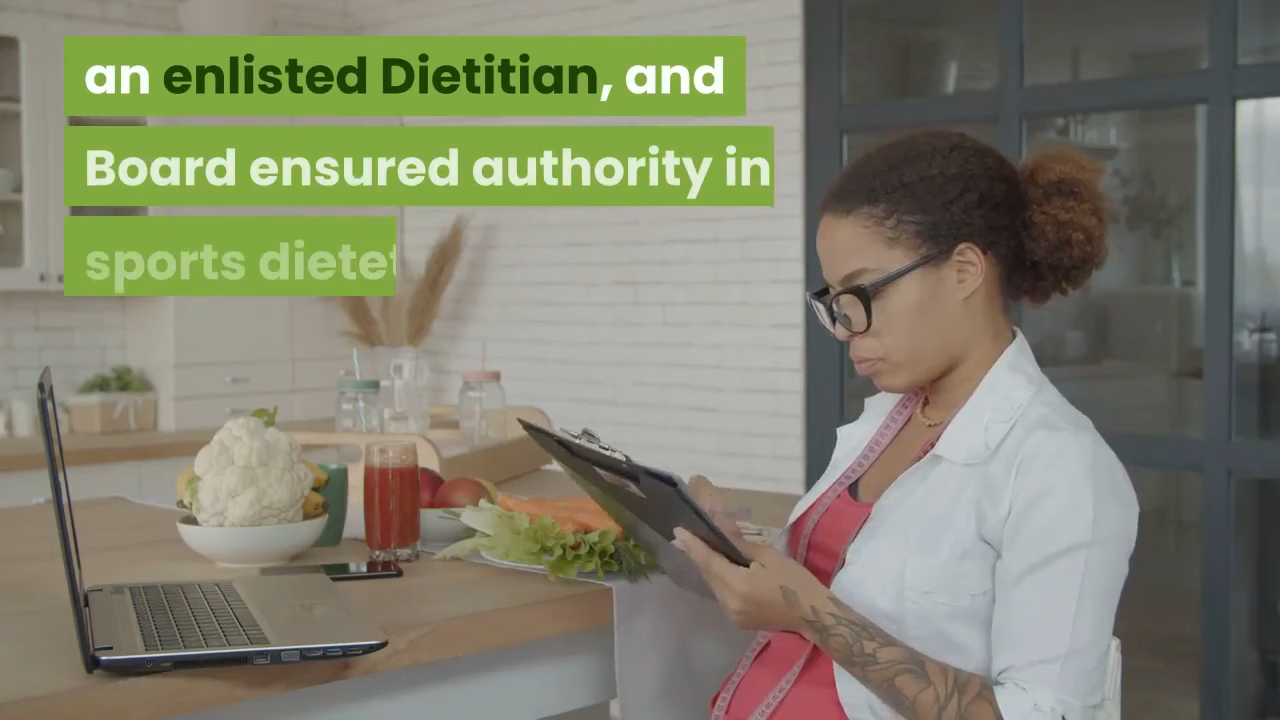 an enlisted Dietitian, and
Board ensured authority in
sports dietet